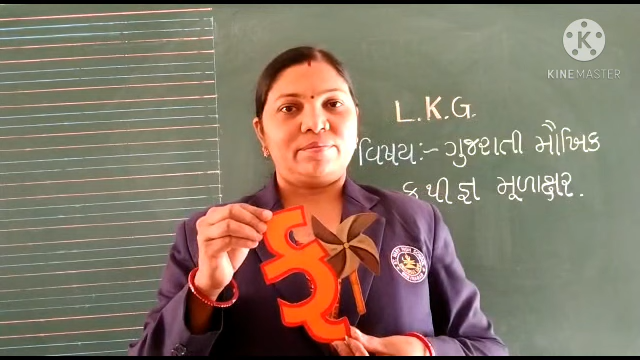 KINEMASTER
L.K.G.
વિષય:- ગુજરાતી મૌખિક
ક થી જ્ઞ મૂળાક્ષર.
ફ